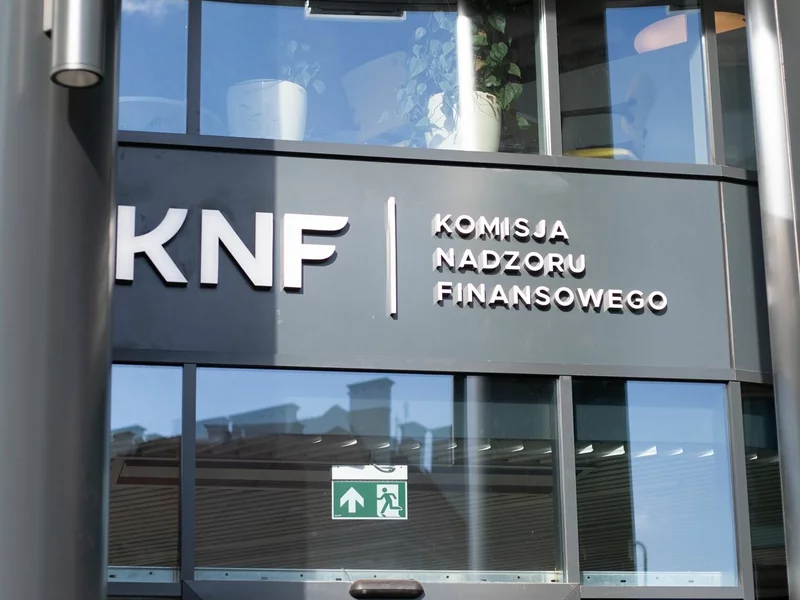 KNF
KOMISJA
NADZORU
FINANSOWEGO